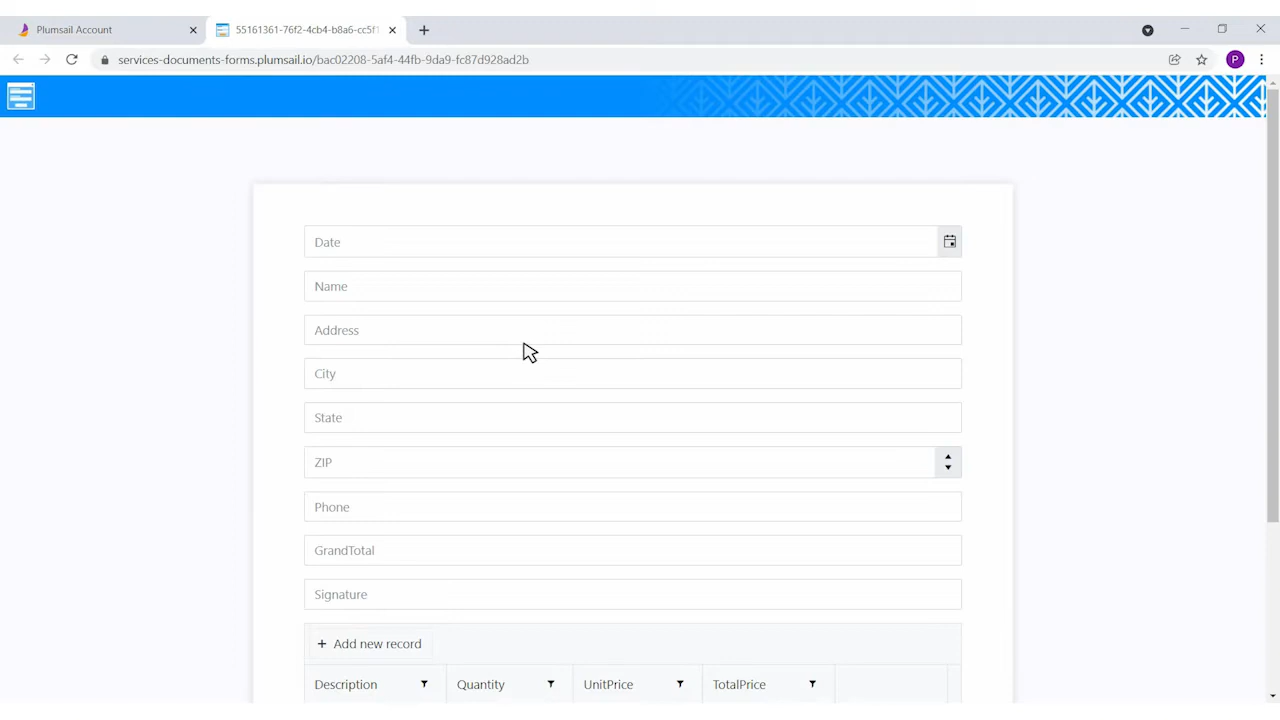 Plumsail Account
55161361-76f2-4cb4-b8a6-cc5f1
services-documents-forms.plumsail.io/bac02208-5af4-44fb-9da9-fc87d928ad2b
P
Date
Name
Address
City
State
ZIP
Phone
GrandTotal
Signature
+ Add new record
Description Quantity UnitPrice TotalPrice